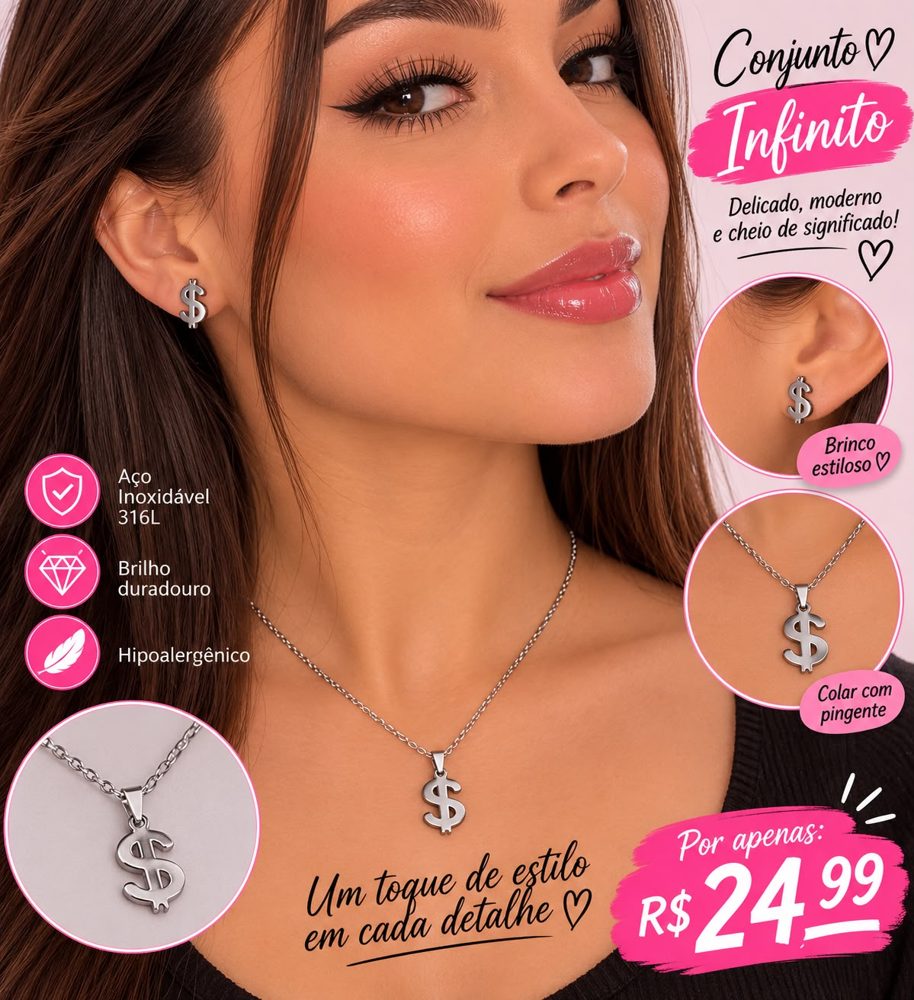 Conjunto
Infinito
Delicado, moderno
e cheio de significado!
Brinco
estiloso
Aço
Inoxidável
316L
Brilho
duradouro
Hipoalergênico
Colar com
pingente
Um toque de estilo
em cada detalhe
Por apenas:
R$ 24,99